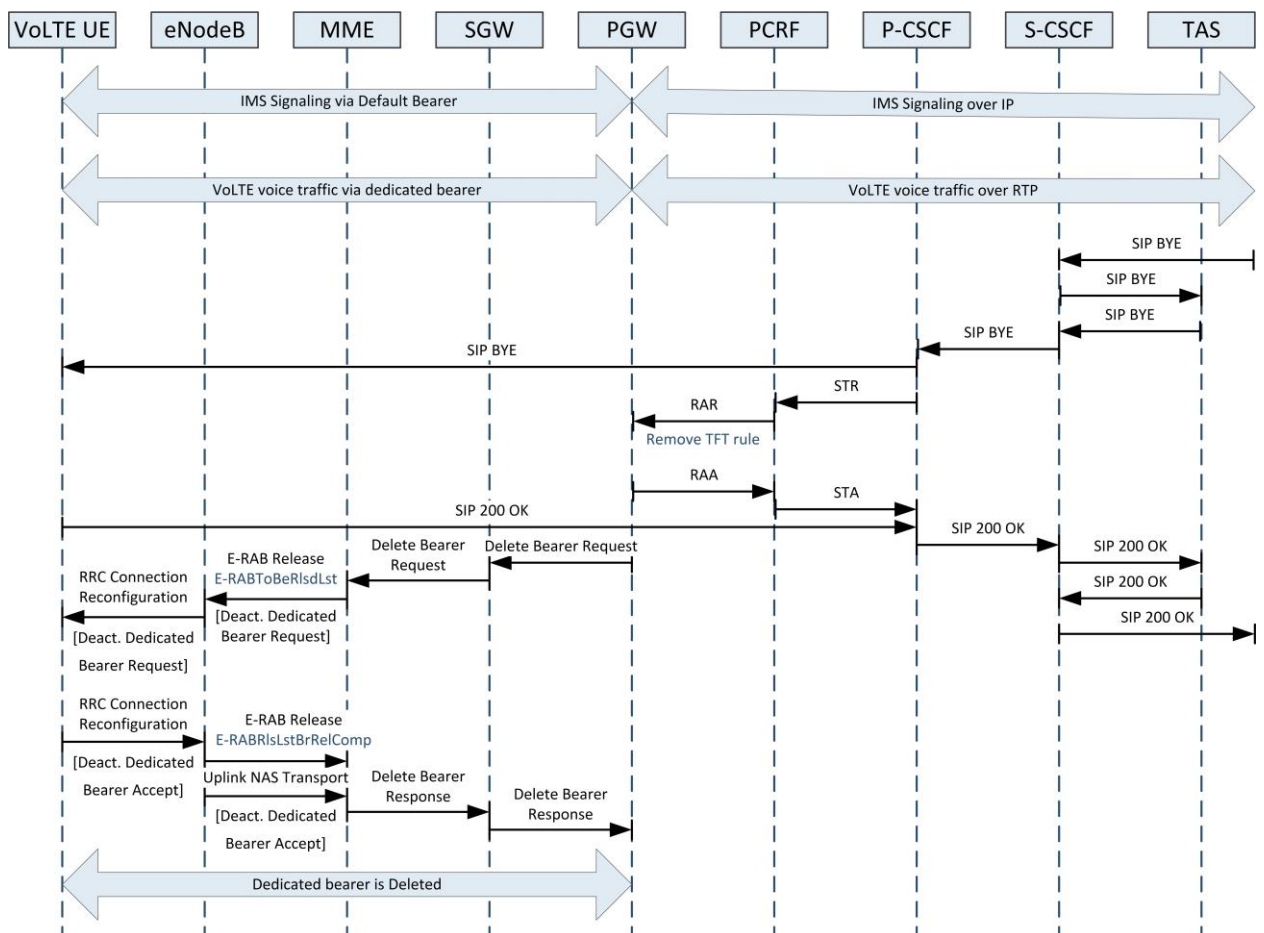 VoLTE UE
eNodeB
MME
SGW
PGW
PCRF
P-CSCF
S-CSCF
TAS
IMS Signaling via Default Bearer
IMS Signaling over IP
VoLTE voice traffic via dedicated bearer
VoLTE voice traffic over RTP
SIP BYE
SIP BYE
SIP BYE
SIP BYE
SIP BYE
STR
RAR
Remove TFT rule
RAA
STA
SIP 200 OK
SIP 200 OK
SIP 200 OK
SIP 200 OK
SIP 200 OK
Delete Bearer Request
Delete Bearer
Request
E-RAB Release
E-RABToBeRlsdLst
[Deact. Dedicated
Bearer Request]
RRC Connection
Reconfiguration
[Deact. Dedicated
Bearer Request]
RRC Connection
Reconfiguration
[Deact. Dedicated
Bearer Accept]
E-RAB Release
E-RABRlsLstBrRelComp
Uplink NAS Transport
[Deact. Dedicated
Bearer Accept]
Delete Bearer
Response
Delete Bearer
Response
Dedicated bearer is Deleted